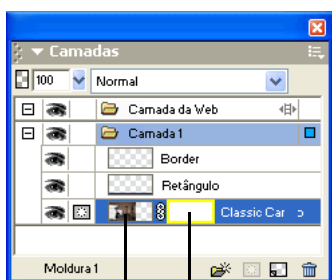 Camadas
100 Normal
Camada da Web
Camada 1
Border
Retângulo
Classic Car
Moldura 1